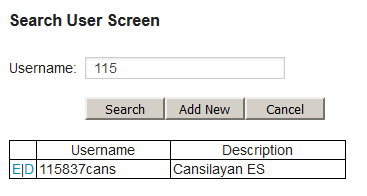 Search User Screen
Username: 115
Search Add New Cancel
Username Description
E|D 115837cans Cansilayan ES